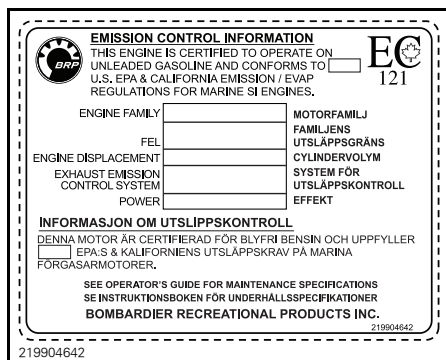 BRP
EMISSION CONTROL INFORMATION
THIS ENGINE IS CERTIFIED TO OPERATE ON
UNLEADED GASOLINE AND CONFORMS TO
U.S. EPA & CALIFORNIA EMISSION / EVAP
REGULATIONS FOR MARINE SI ENGINES.
EC
121
ENGINE FAMILY MOTORFAMILJ
FAMILJENS
FEL UTSLÄPPSGRÄNS
ENGINE DISPLACEMENT CYLINDERVOLYM
EXHAUST EMISSION SYSTEM FÖR
CONTROL SYSTEM UTSLÄPPSKONTROLL
POWER EFFEKT
INFORMASJON OM UTSLIPPSKONTROLL
DENNA MOTOR ÄR CERTIFIERAD FÖR BLYFRI BENSIN OCH UPPFYLLER
EPA:S & KALIFORNIENS UTSLÄPPSKRAV PÅ MARINA
FÖRGASARMOTORER.
SEE OPERATOR'S GUIDE FOR MAINTENANCE SPECIFICATIONS
SE INSTRUKTIONSBOKEN FÖR UNDERHÅLLSSPECIFIKATIONER
BOMBARDIER RECREATIONAL PRODUCTS INC.
219904642
219904642